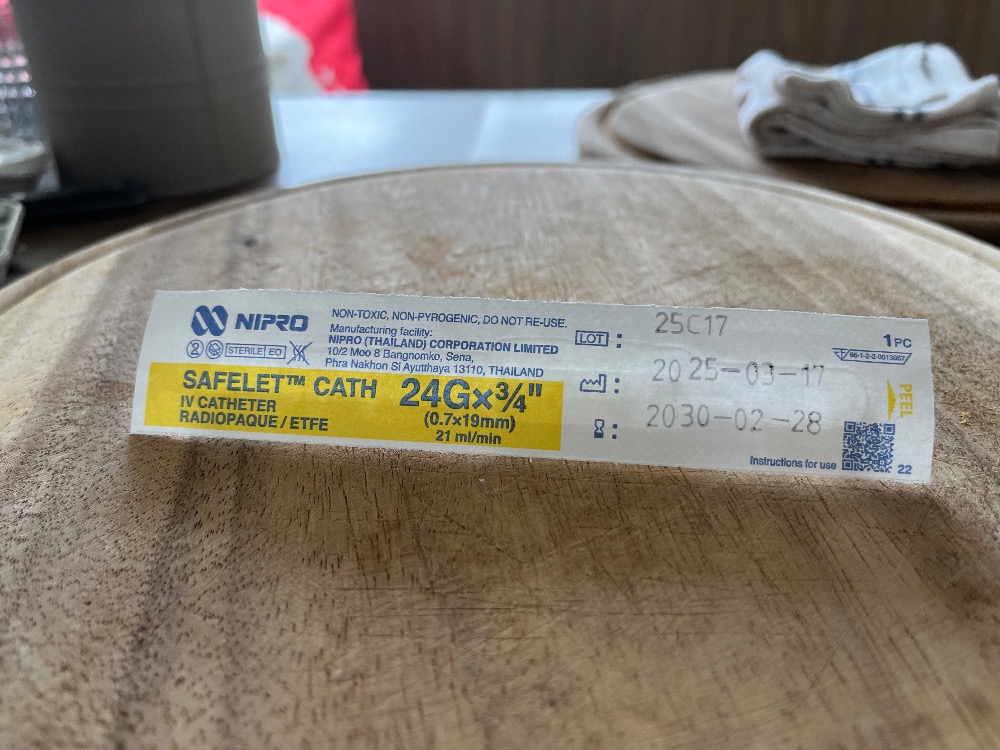 NIPRO
NON-TOXIC, NON-PYROGENIC, DO NOT RE-USE.
Manufacturing facility:
NIPRO (THAILAND) CORPORATION LIMITED
10/2 Moo 8 Bangnomko, Sena,
Phra Nakhon Si Ayutthaya 13110, THAILAND
STERILE EO
SAFELET™ CATH 24G×3/4"
IV CATHETER (0.7×19mm)
RADIOPAQUE / ETFE 21 ml/min
LOT : 25C17
: 2025-03-17
: 2030-02-28
1PC
PEEL
Instructions for use
22